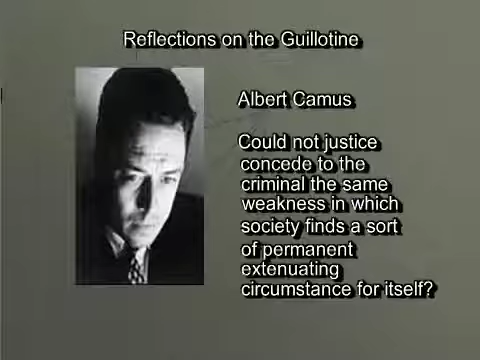 Reflections on the Guillotine
Albert Camus
Could not justice
concede to the
criminal the same
weakness in which
society finds a sort
of permanent
extenuating
circumstance for itself?